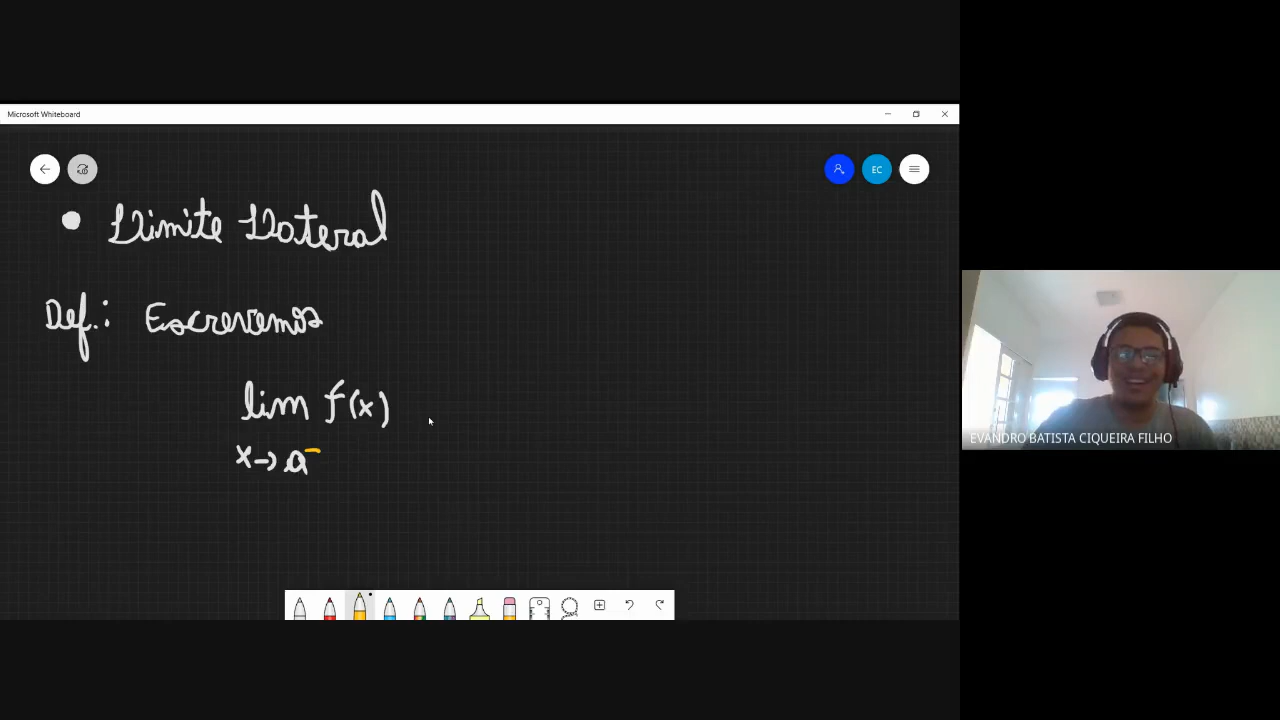 Microsoft Whiteboard
EC
• Limite Lateral
Def.: Escrevemos
lim f(x)
x→a⁻
EVANDRO BATISTA CIQUEIRA FILHO